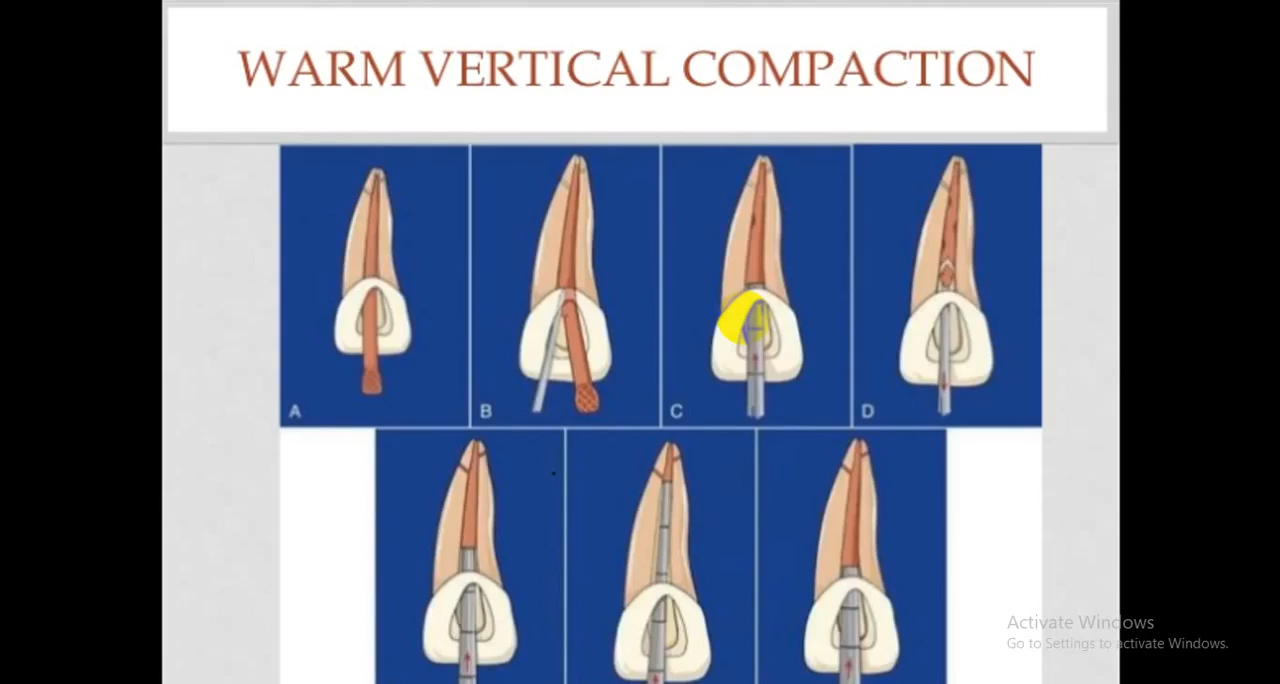 WARM VERTICAL COMPACTION
A
B
C
D
Activate Windows
Go to Settings to activate Windows.